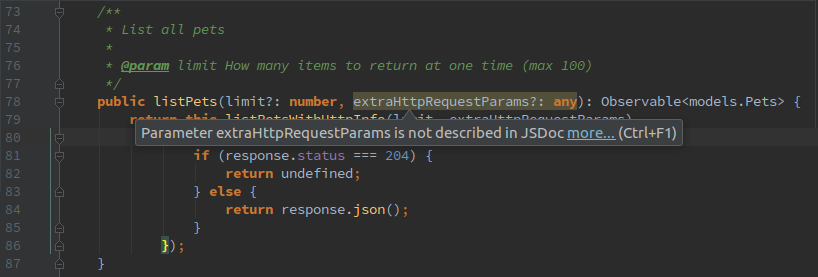 73 /**
74 * List all pets
75 *
76 * @param limit How many items to return at one time (max 100)
77 */
78 public listPets(limit?: number, extraHttpRequestParams?: any): Observable<models.Pets> {
79 return this.listPetsWithHttpInfo(limit, extraHttpRequestParams)
Parameter extraHttpRequestParams is not described in JSDoc more... (Ctrl+F1)
80
81 if (response.status === 204) {
82 return undefined;
83 } else {
84 return response.json();
85 }
86 });
87 }